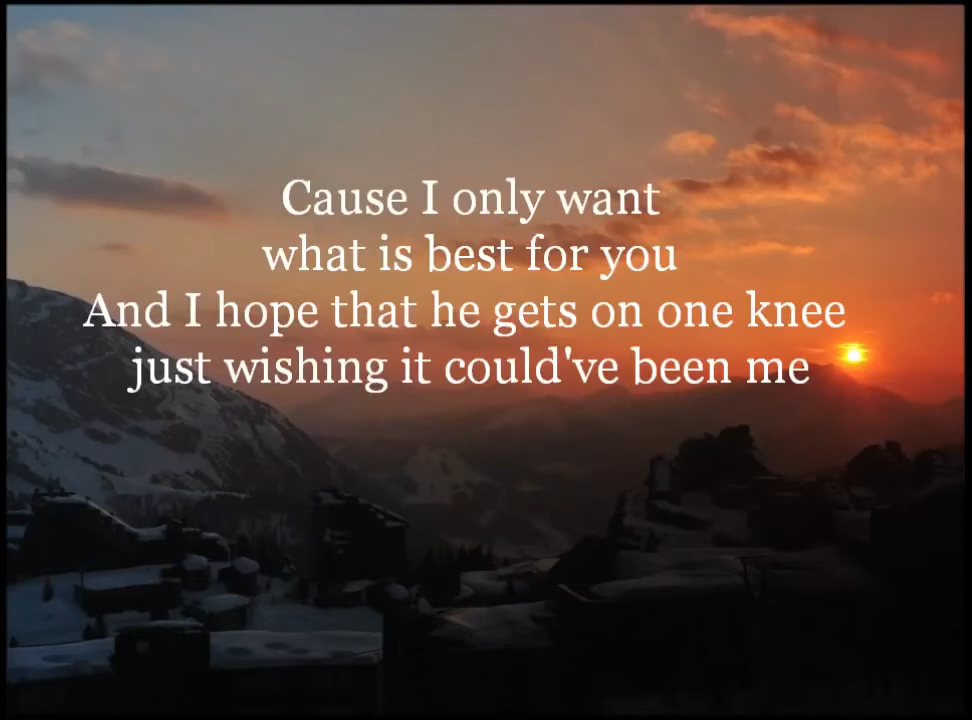 Cause I only want
what is best for you
And I hope that he gets on one knee
just wishing it could've been me